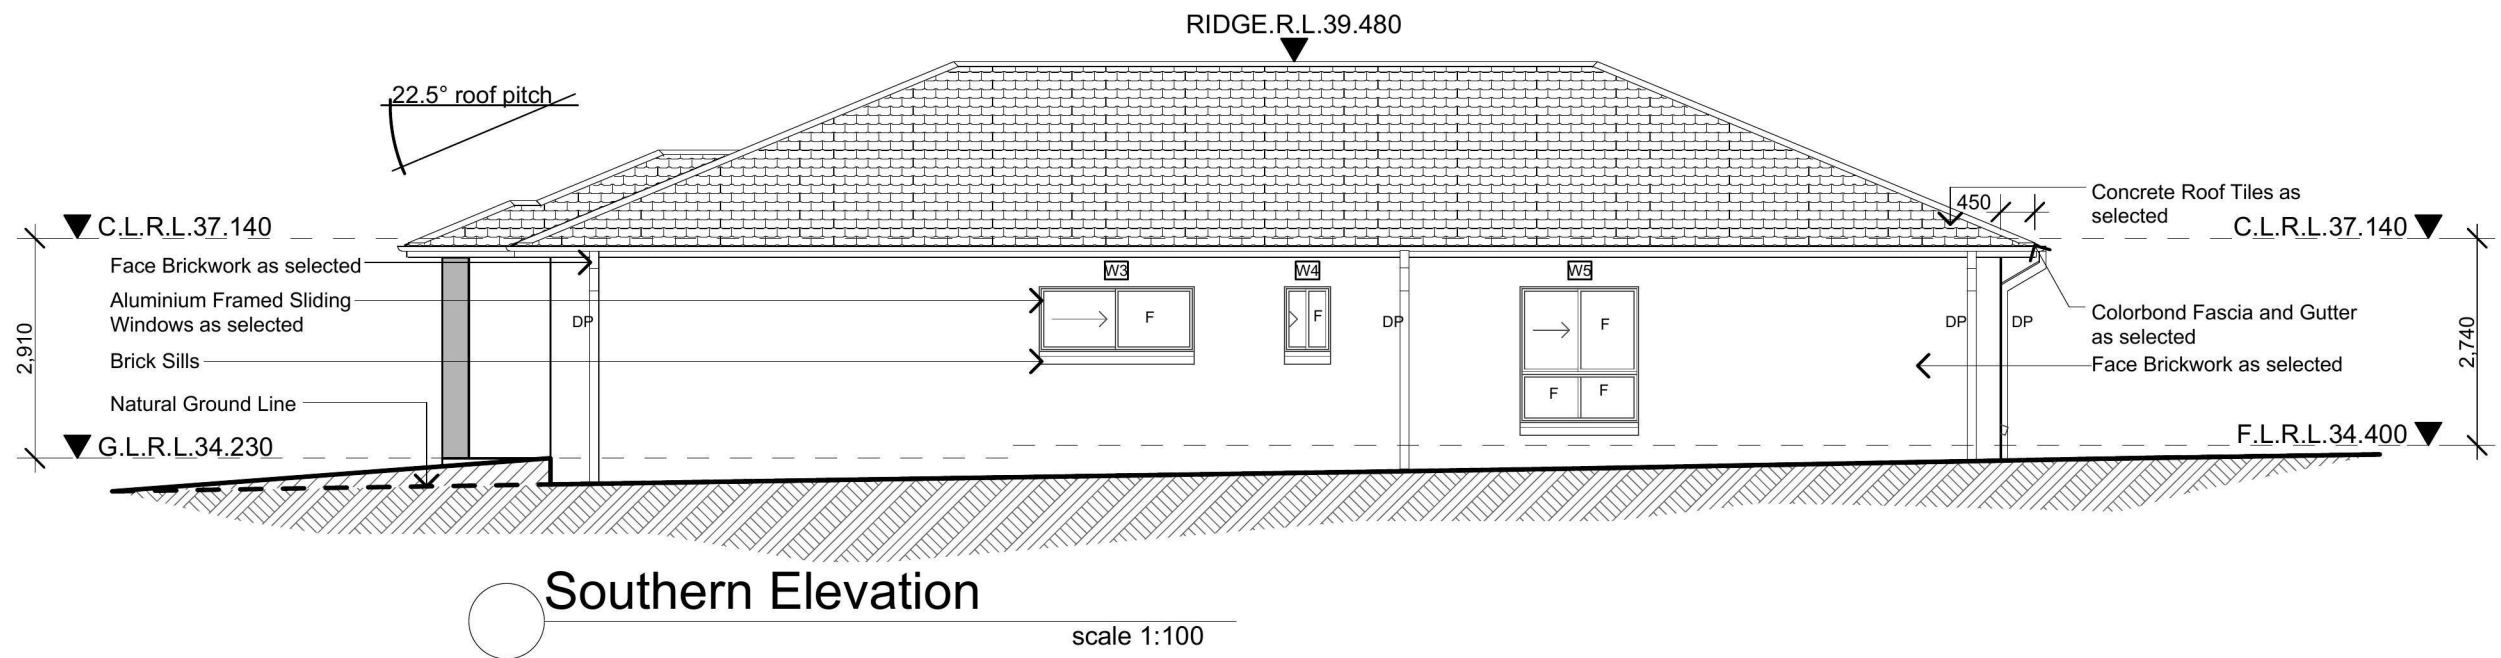 RIDGE.R.L.39.480
22.5° roof pitch
450
Concrete Roof Tiles as
selected
C.L.R.L.37.140
C.L.R.L.37.140
Face Brickwork as selected
W3
W4
W5
Aluminium Framed Sliding
Windows as selected
Colorbond Fascia and Gutter
as selected
DP
F
F
DP
F
DP
DP
2,910
2,740
Brick Sills
Face Brickwork as selected
F
F
Natural Ground Line
G.L.R.L.34.230
F.L.R.L.34.400
Southern Elevation
scale 1:100